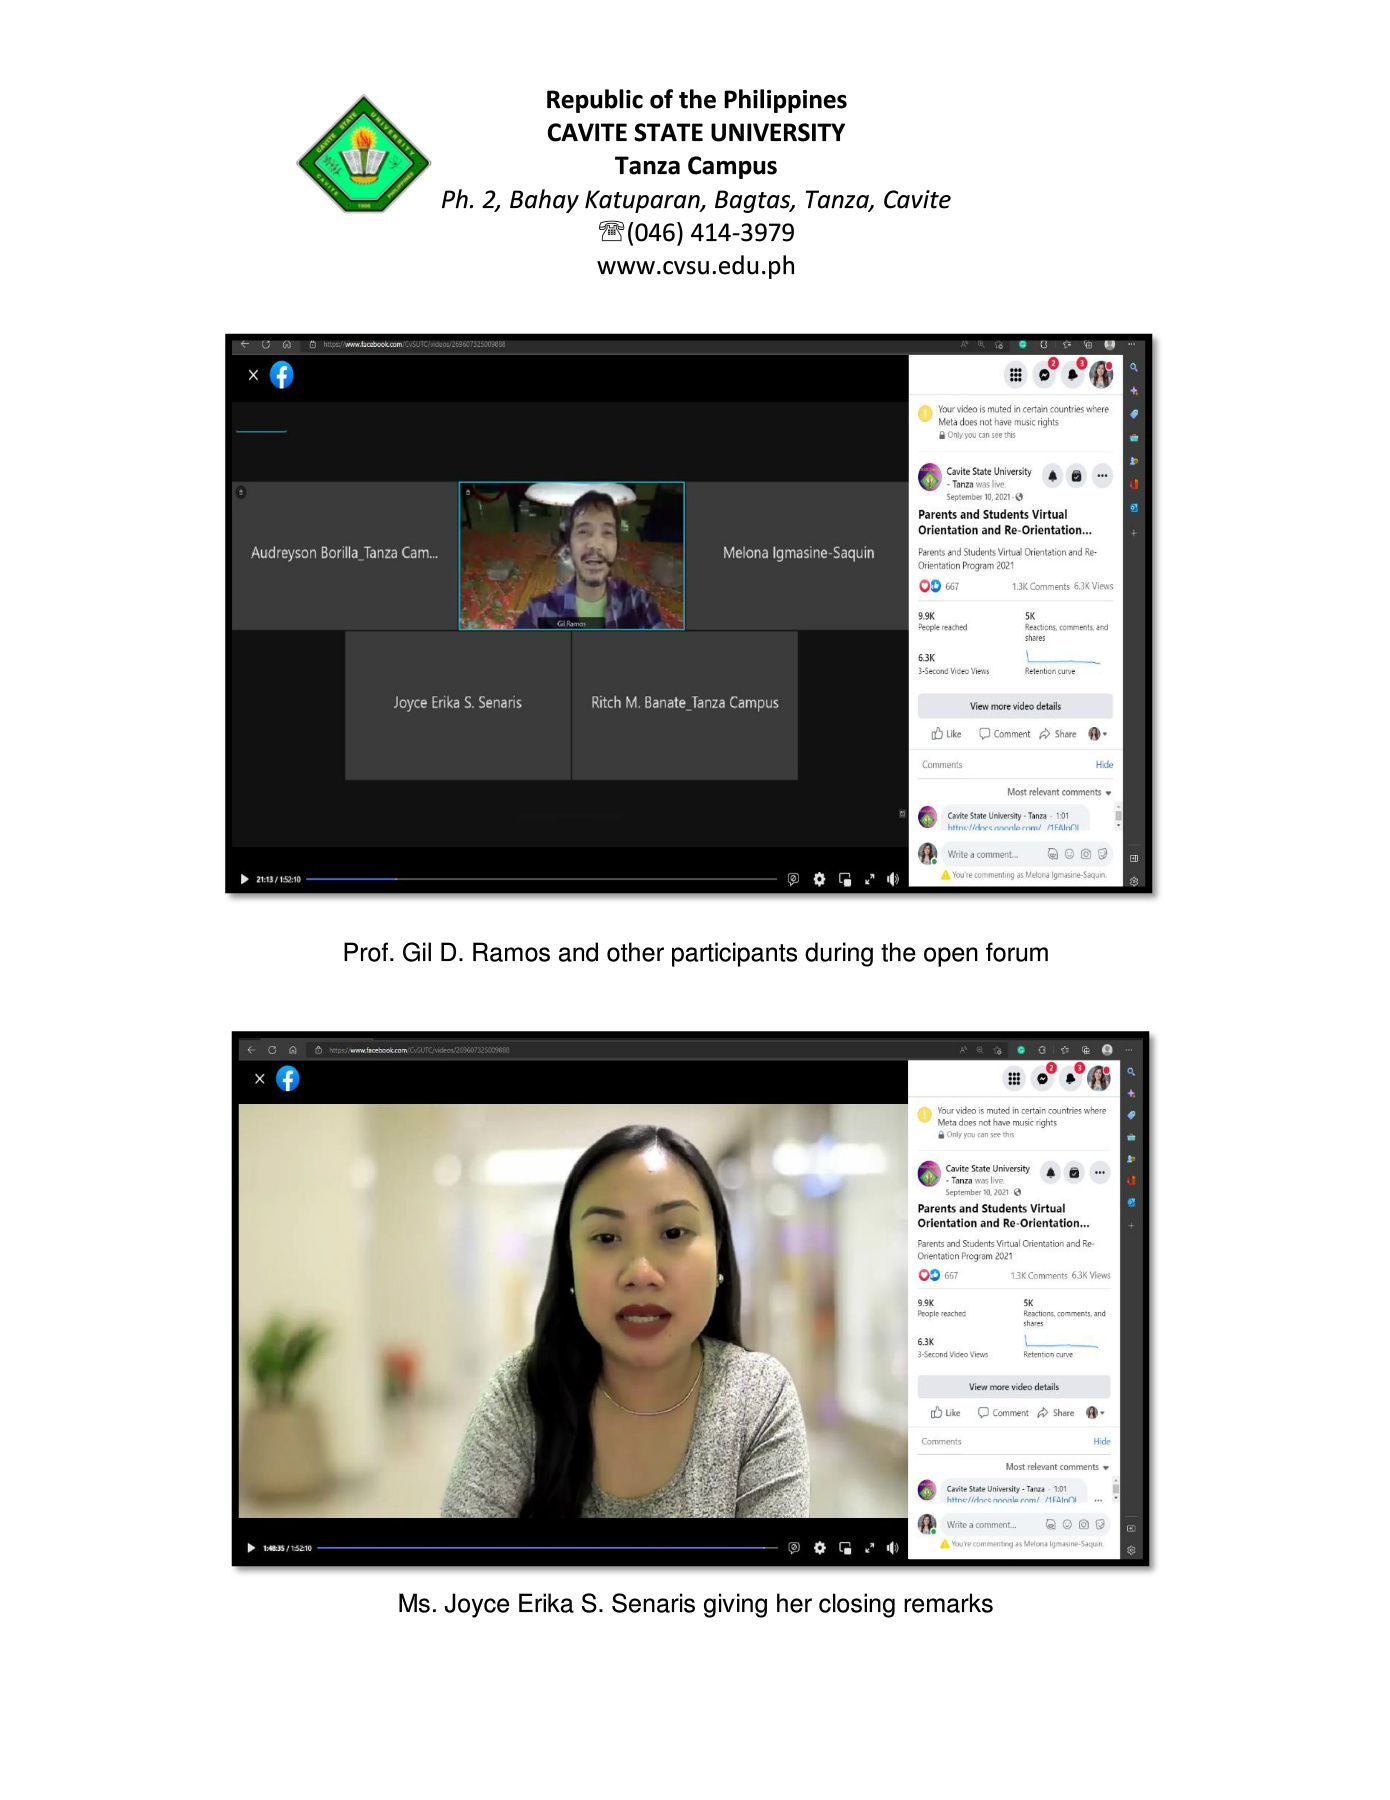 Republic of the Philippines
CAVITE STATE UNIVERSITY
Tanza Campus
Ph. 2, Bahay Katuparan, Bagtas, Tanza, Cavite
☏(046) 414-3979
www.cvsu.edu.ph
CAVITE STATE UNIVERSITY
CAVITE
PHILIPPINES
1906
https://www.facebook.com/CvSUTC/videos/269607325009888
2
3
Your video is muted in certain countries where
Meta does not have music rights
Only you can see this
Cavite State University
- Tanza was live.
September 10, 2021 ·
Parents and Students Virtual
Orientation and Re-Orientation...
Parents and Students Virtual Orientation and Re-
Orientation Program 2021
667 1.3K Comments 6.3K Views
9.9K
People reached
5K
Reactions, comments, and
shares
6.3K
3-Second Video Views
Retention curve
View more video details
Like Comment Share
Comments Hide
Most relevant comments
Cavite State University - Tanza · 1:01
https://docs.google.com/
Write a comment...
You're commenting as Melona Igmasine-Saquin.
Audreyson Borilla_Tanza Cam...
Gil Ramos
Melona Igmasine-Saquin
Joyce Erika S. Senaris
Ritch M. Banate_Tanza Campus
21:13 / 1:52:10
Prof. Gil D. Ramos and other participants during the open forum
https://www.facebook.com/CvSUTC/videos/269607325009888
2
3
Your video is muted in certain countries where
Meta does not have music rights
Only you can see this
Cavite State University
- Tanza was live.
September 10, 2021 ·
Parents and Students Virtual
Orientation and Re-Orientation...
Parents and Students Virtual Orientation and Re-
Orientation Program 2021
667 1.3K Comments 6.3K Views
9.9K
People reached
5K
Reactions, comments, and
shares
6.3K
3-Second Video Views
Retention curve
View more video details
Like Comment Share
Comments Hide
Most relevant comments
Cavite State University - Tanza · 1:01
https://docs.google.com/
Write a comment...
You're commenting as Melona Igmasine-Saquin.
1:48:35 / 1:52:10
Ms. Joyce Erika S. Senaris giving her closing remarks